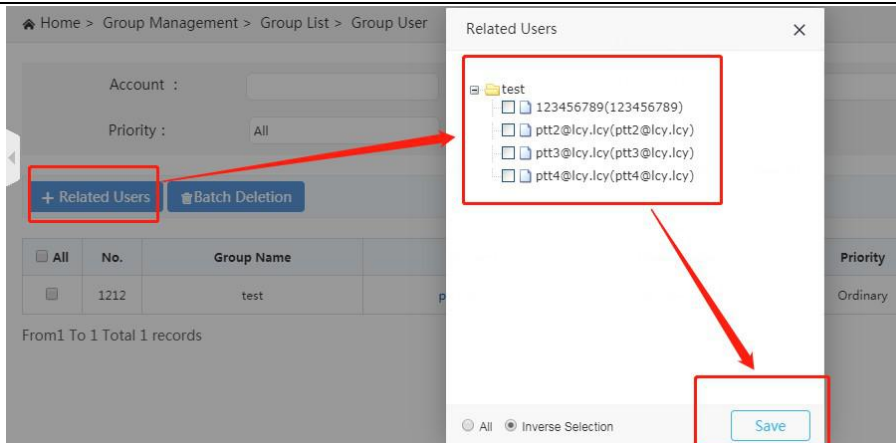 Home > Group Management > Group List > Group User
Account :
Priority :
All
+ Related Users
Batch Deletion
All No. Group Name Priority
1212 test p Ordinary
From1 To 1 Total 1 records
Related Users ×
test
123456789(123456789)
ptt2@lcy.lcy(ptt2@lcy.lcy)
ptt3@lcy.lcy(ptt3@lcy.lcy)
ptt4@lcy.lcy(ptt4@lcy.lcy)
All Inverse Selection
Save